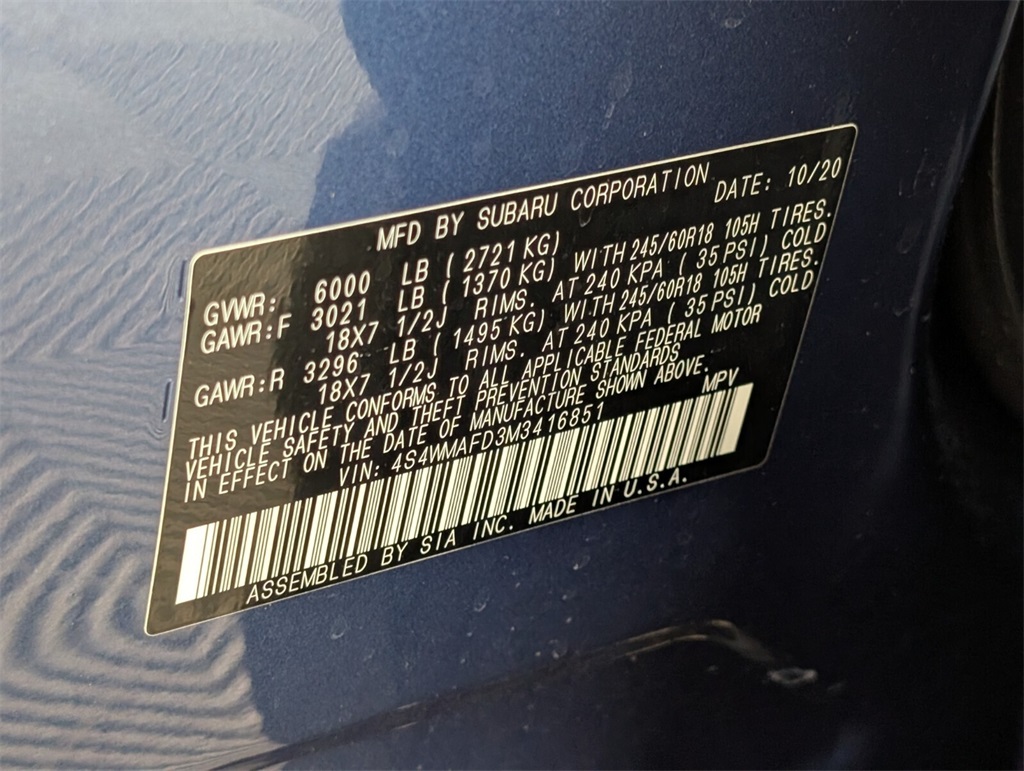 MFD BY SUBARU CORPORATION DATE: 10/20
GVWR: 6000 LB ( 2721 KG)
GAWR:F 3021 LB ( 1370 KG) WITH 245/60R18 105H TIRES.
18X7 1/2J RIMS. AT 240 KPA ( 35 PSI) COLD
GAWR:R 3296 LB ( 1495 KG) WITH 245/60R18 105H TIRES.
18X7 1/2J RIMS. AT 240 KPA ( 35 PSI) COLD
THIS VEHICLE CONFORMS TO ALL APPLICABLE FEDERAL MOTOR
VEHICLE SAFETY AND THEFT PREVENTION STANDARDS
IN EFFECT ON THE DATE OF MANUFACTURE SHOWN ABOVE.
VIN: 4S4WMAFD3M3416851 MPV
ASSEMBLED BY SIA INC. MADE IN U.S.A.